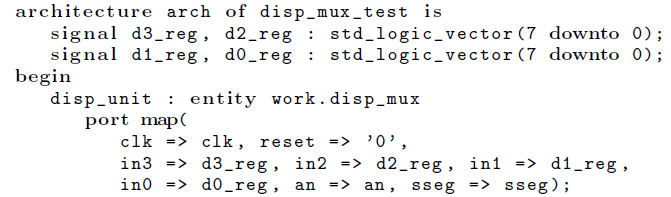 architecture arch of disp_mux_test is
signal d3_reg, d2_reg : std_logic_vector(7 downto 0);
signal d1_reg, d0_reg : std_logic_vector(7 downto 0);
begin
disp_unit : entity work.disp_mux
port map(
clk => clk, reset => '0',
in3 => d3_reg, in2 => d2_reg, in1 => d1_reg,
in0 => d0_reg, an => an, sseg => sseg);